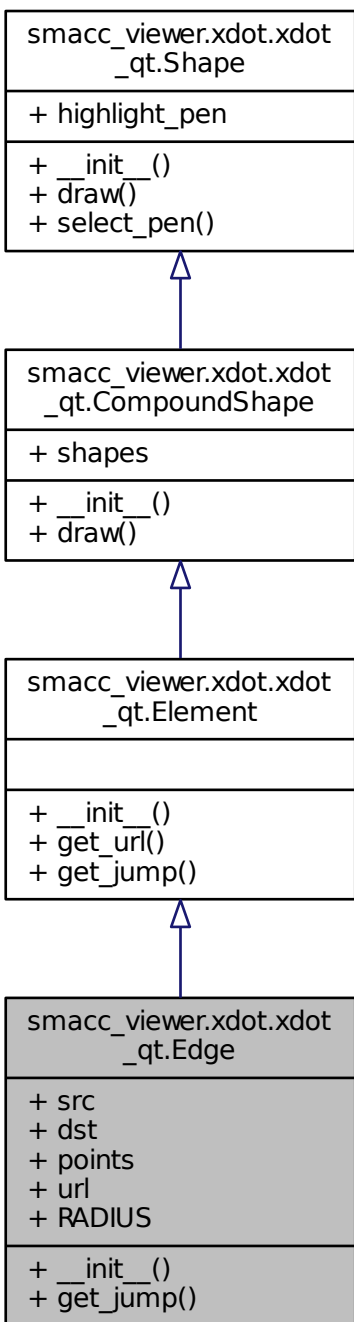 smacc_viewer.xdot.xdot
_qt.Shape
+ highlight_pen
+ __init__()
+ draw()
+ select_pen()
smacc_viewer.xdot.xdot
_qt.CompoundShape
+ shapes
+ __init__()
+ draw()
smacc_viewer.xdot.xdot
_qt.Element
+ __init__()
+ get_url()
+ get_jump()
smacc_viewer.xdot.xdot
_qt.Edge
+ src
+ dst
+ points
+ url
+ RADIUS
+ __init__()
+ get_jump()